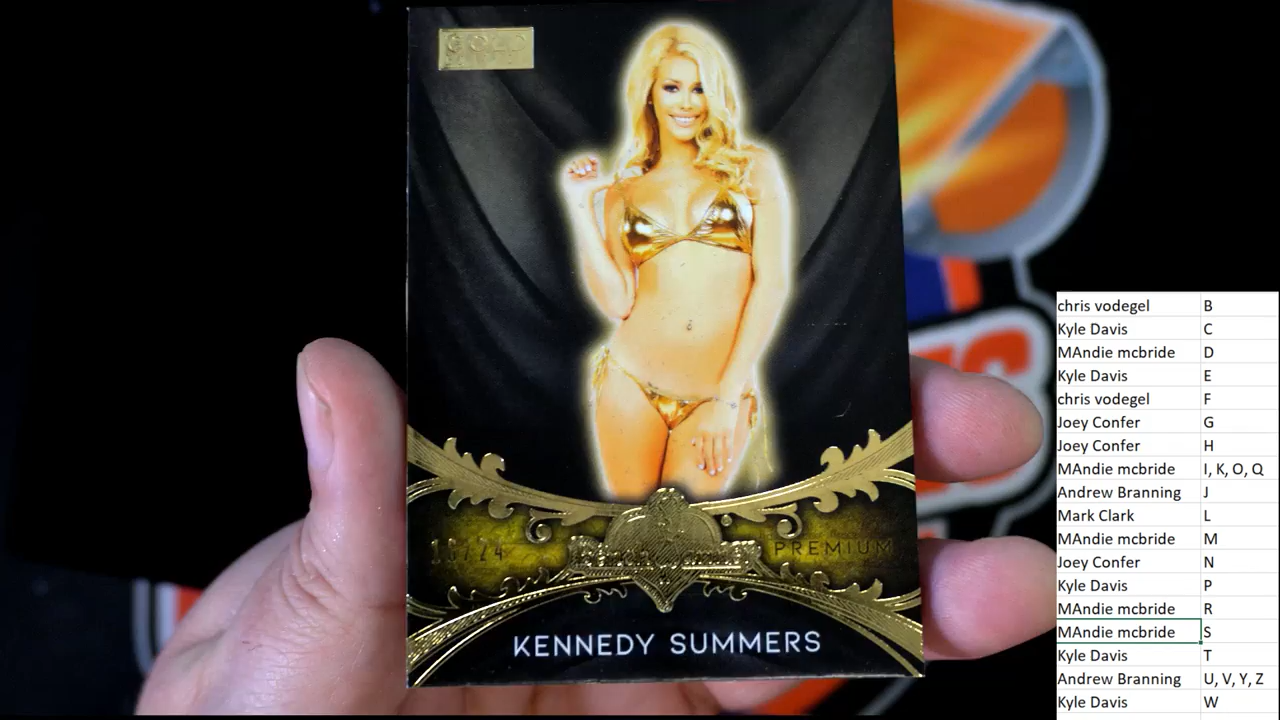 GOLD
PREMIUM
KENNEDY SUMMERS
chris vodegel B
Kyle Davis C
MAndie mcbride D
Kyle Davis E
chris vodegel F
Joey Confer G
Joey Confer H
MAndie mcbride I, K, O, Q
Andrew Branning J
Mark Clark L
MAndie mcbride M
Joey Confer N
Kyle Davis P
MAndie mcbride R
MAndie mcbride S
Kyle Davis T
Andrew Branning U, V, Y, Z
Kyle Davis W